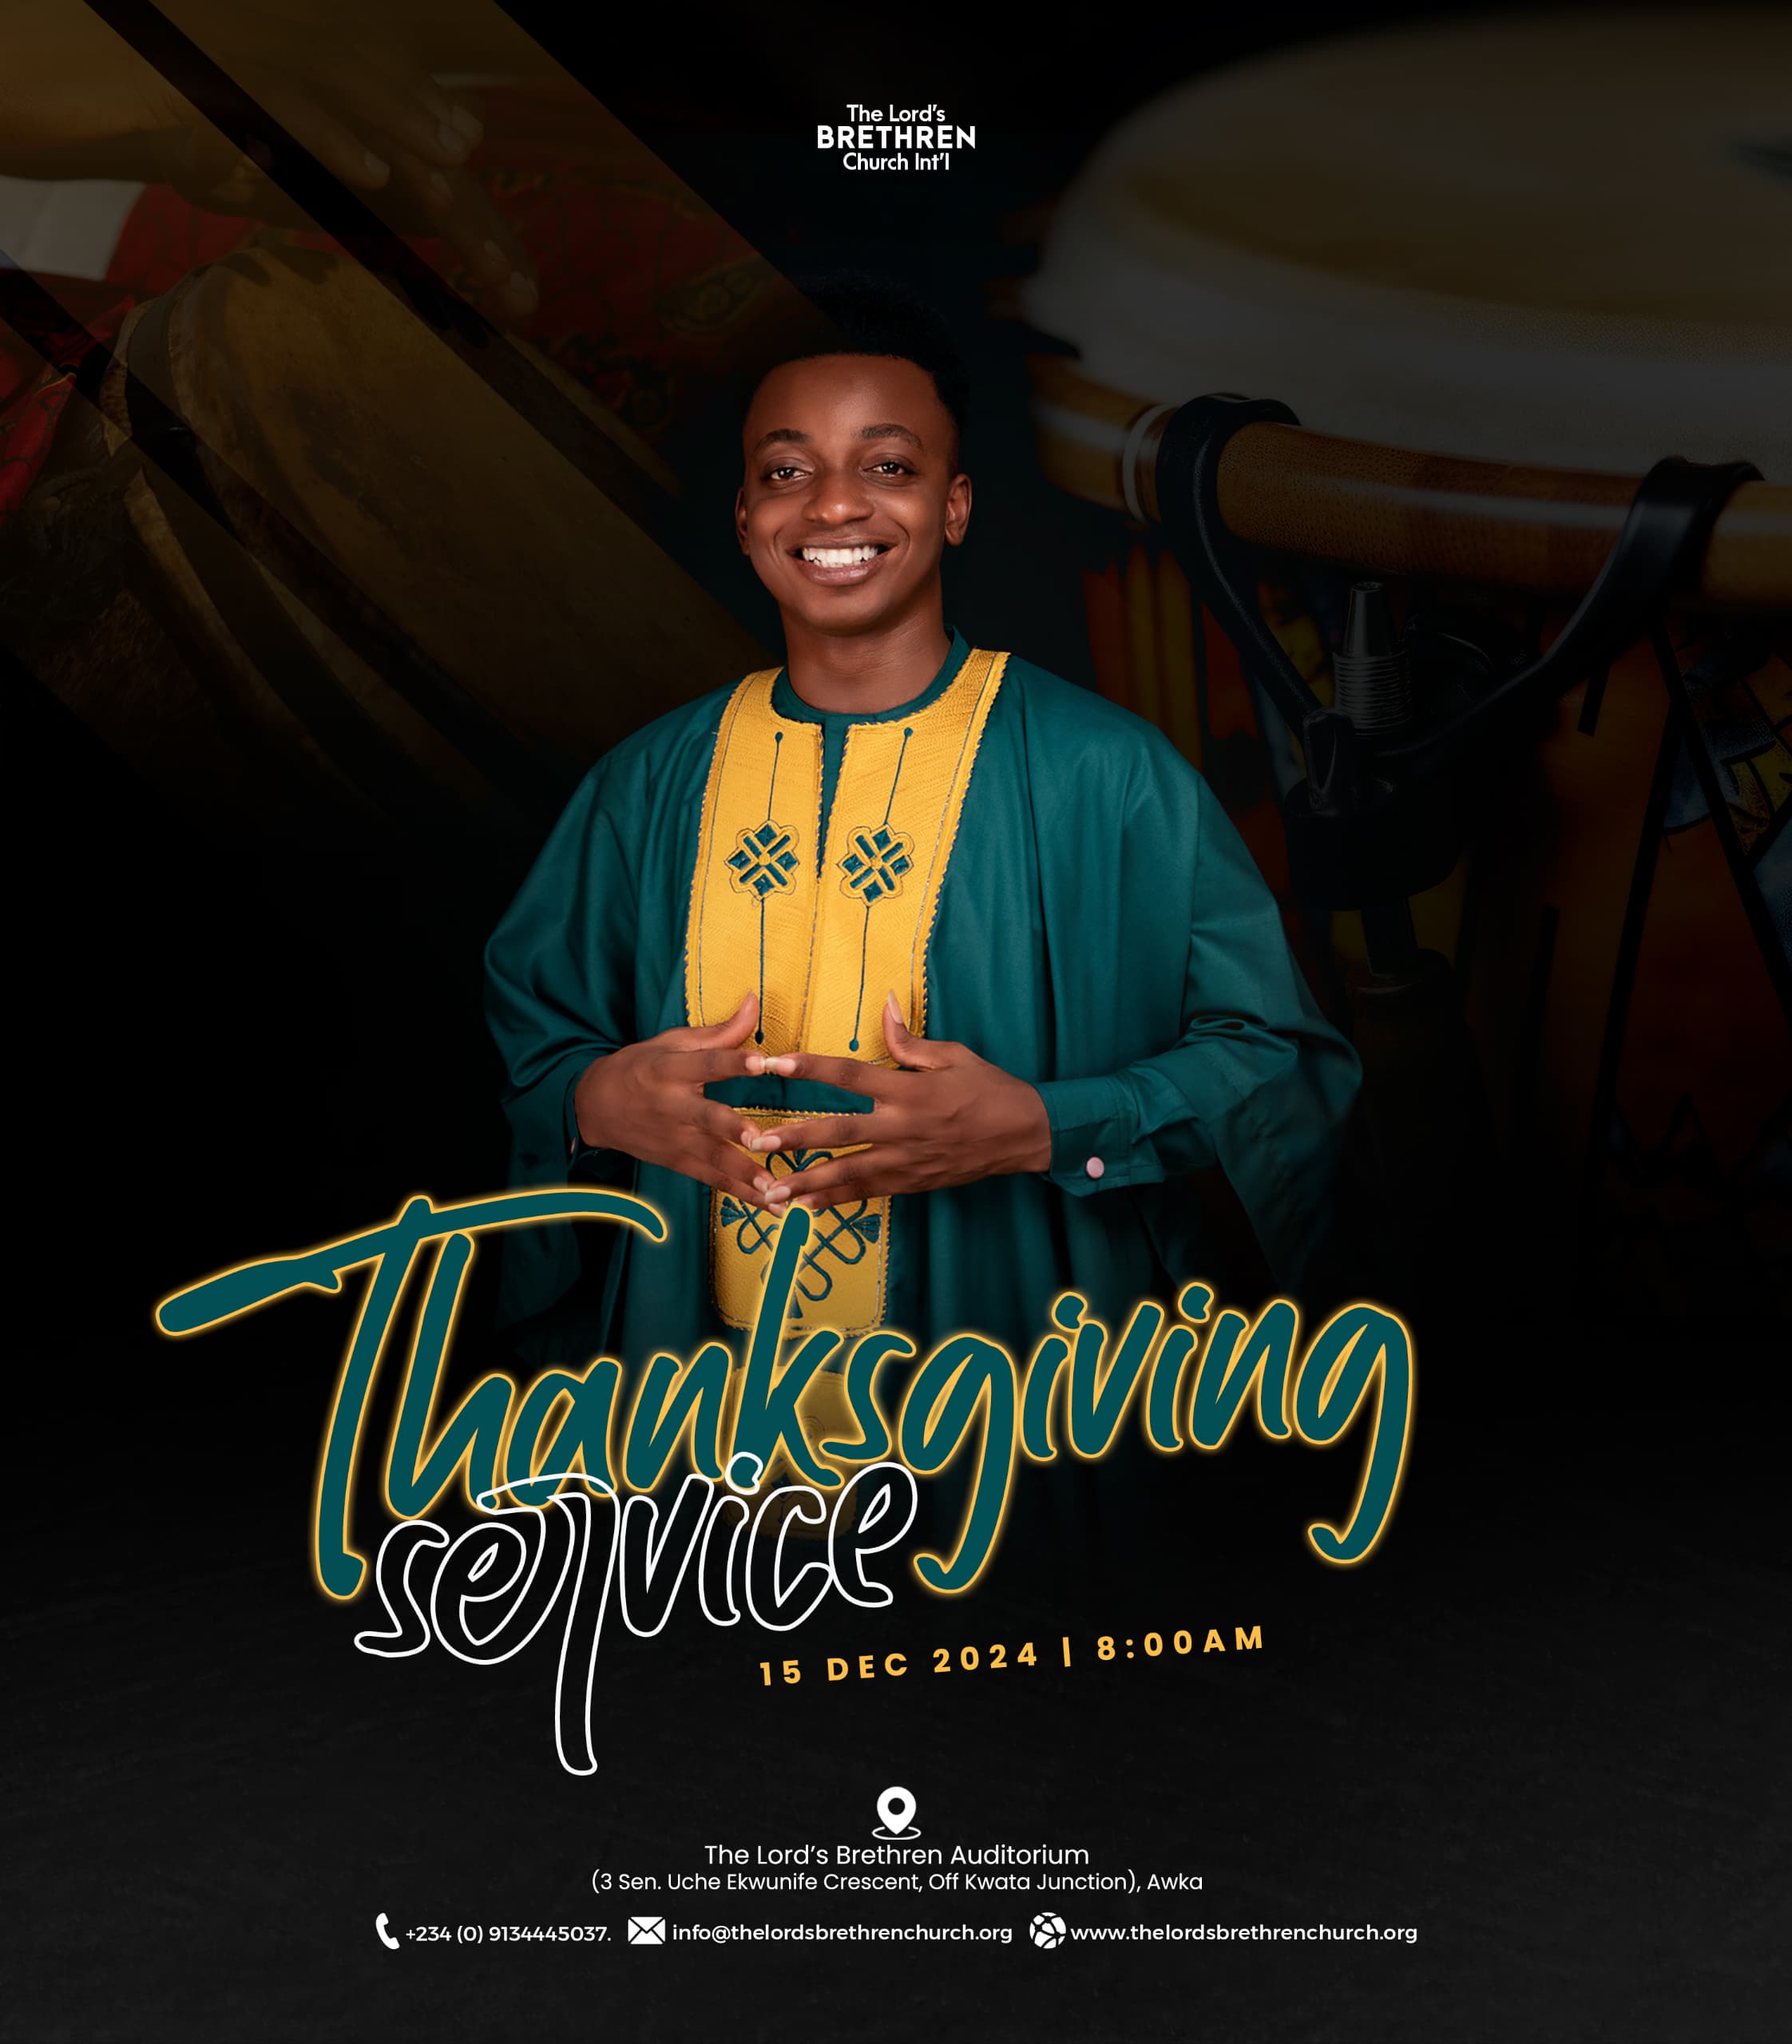 The Lord's
BRETHREN
Church Int'l
Thanksgiving
service
15 DEC 2024 | 8:00AM
The Lord's Brethren Auditorium
(3 Sen. Uche Ekwunife Crescent, Off Kwata Junction), Awka
+234 (0) 9134445037. info@thelordsbrethrenchurch.org www.thelordsbrethrenchurch.org